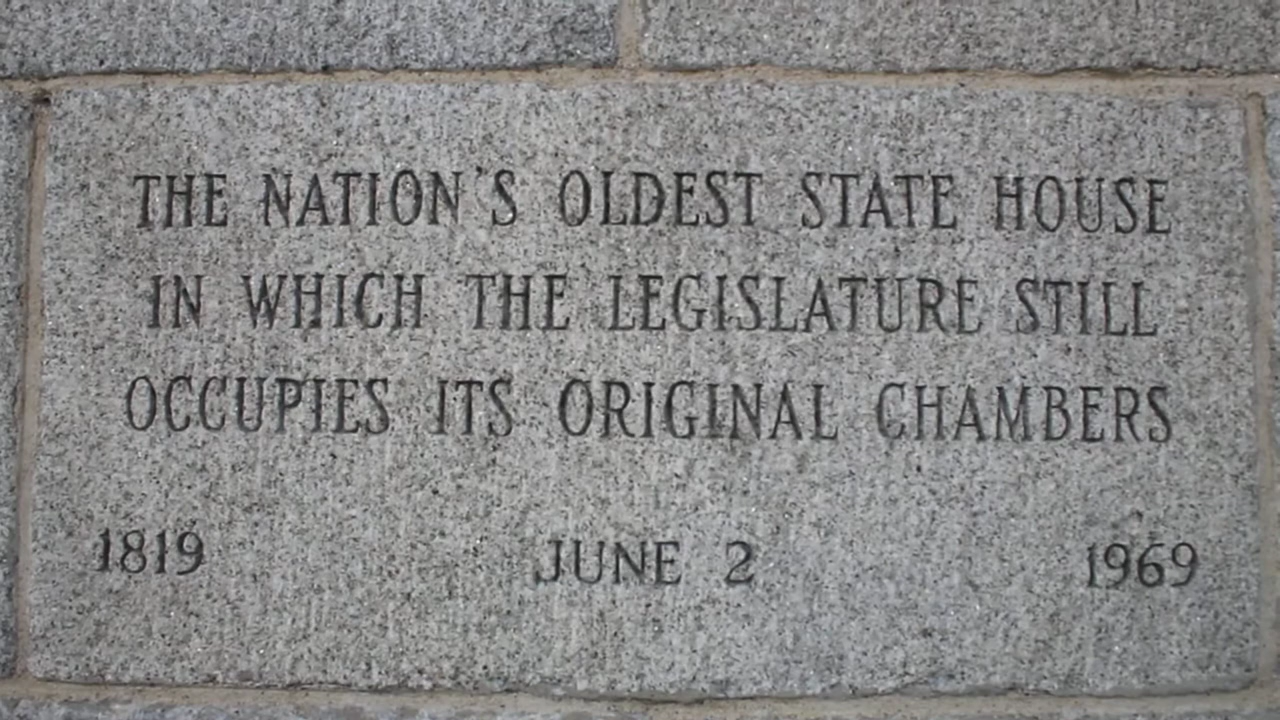 THE NATION'S OLDEST STATE HOUSE
IN WHICH THE LEGISLATURE STILL
OCCUPIES ITS ORIGINAL CHAMBERS
1819 JUNE 2 1969